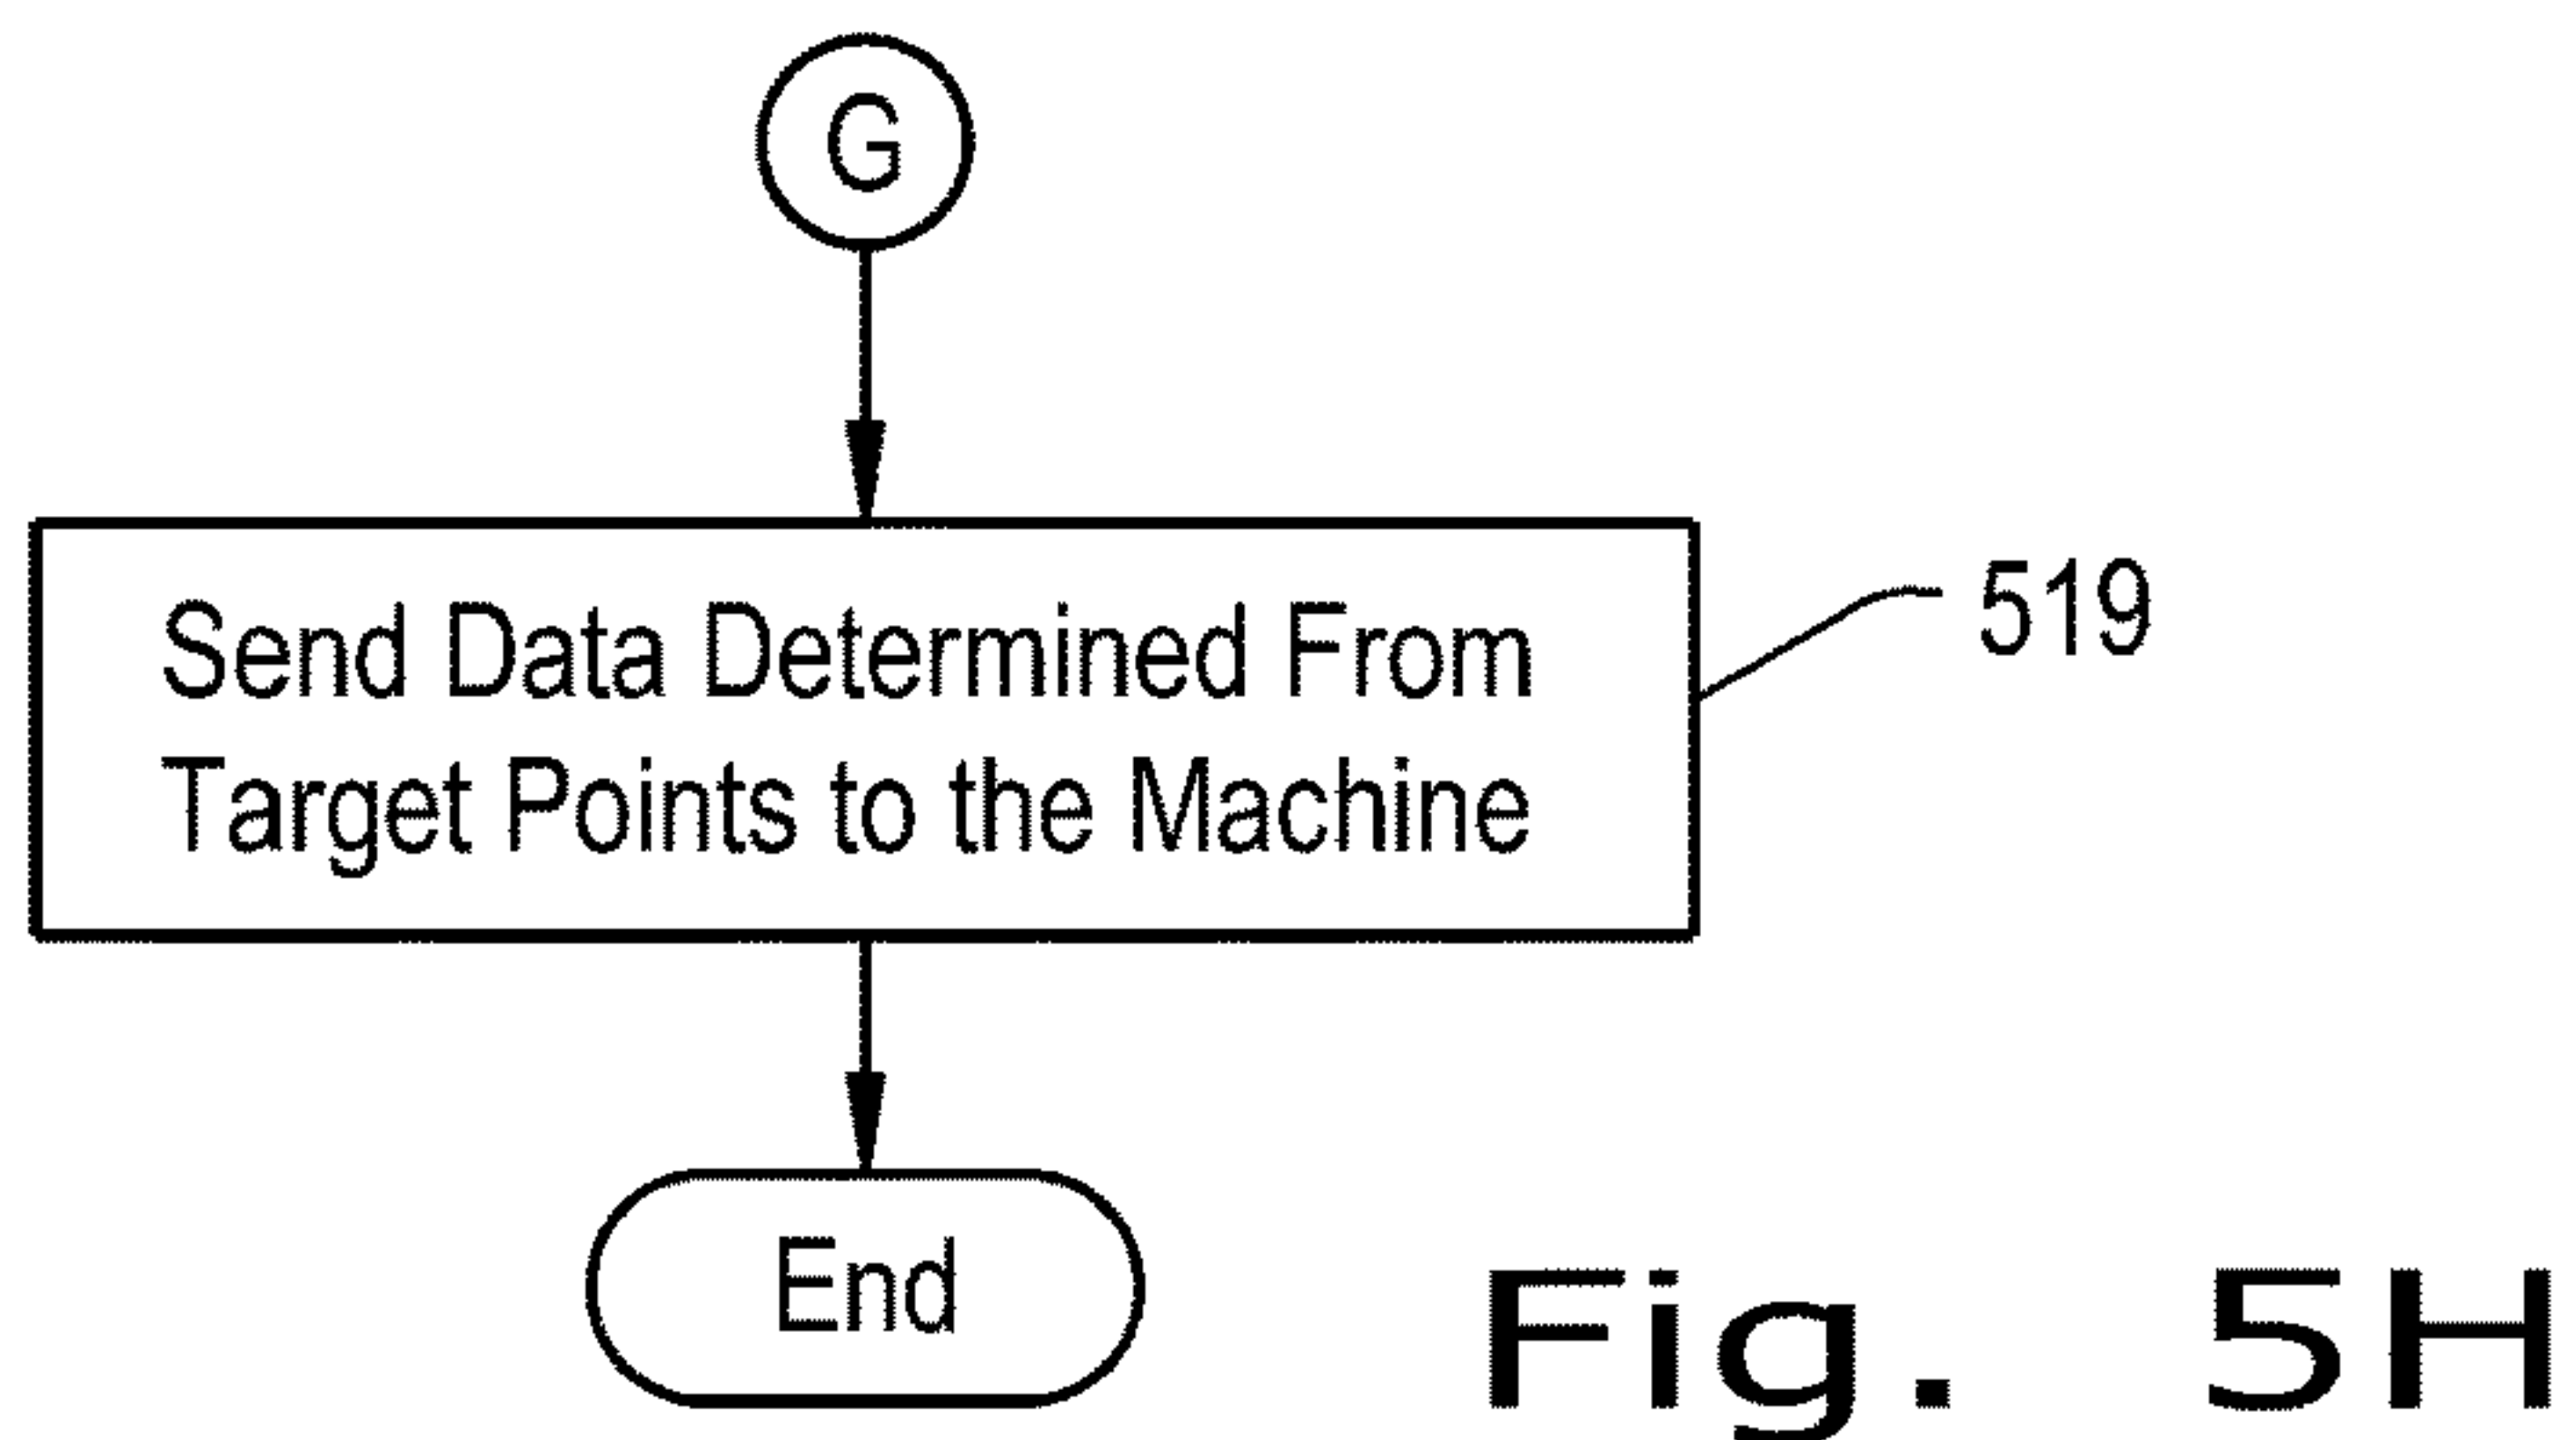 G
Send Data Determined From
Target Points to the Machine
519
End
Fig. 5H